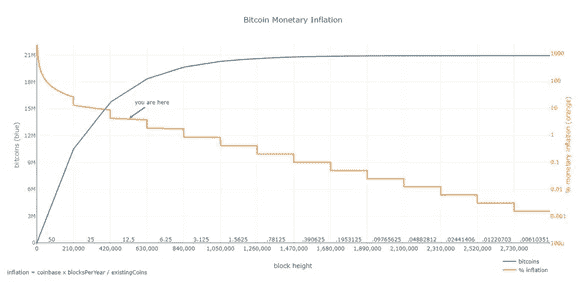 Bitcoin Monetary Inflation
21M
18M
15M
12M
9M
6M
3M
0
bitcoins (blue)
you are here
1000
100
10
1
0.1
0.01
0.001
100μ
% monetary inflation (orange)
50 25 12.5 6.25 3.125 1.5625 .78125 .390625 .1953125 .09765625 .04882812 .02441406 .01220703 .00610351
0 210,000 420,000 630,000 840,000 1,050,000 1,260,000 1,470,000 1,680,000 1,890,000 2,100,000 2,310,000 2,520,000 2,730,000
block height
bitcoins
% inflation
inflation = coinbase x blocksPerYear / existingCoins